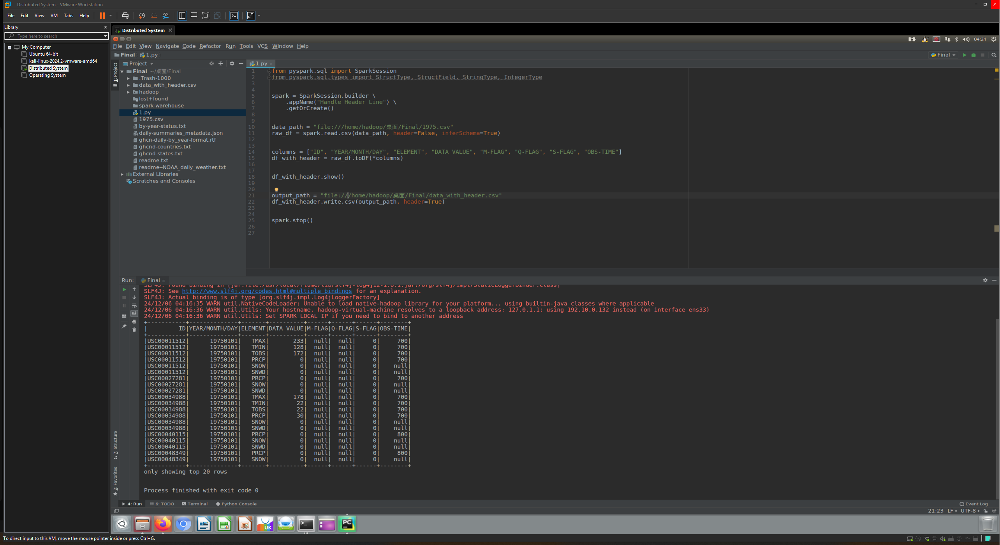 Distributed System - VMware Workstation
File Edit View VM Tabs Help
Library
Type here to search
My Computer
Ubuntu 64-bit
kali-linux-2024.2-vmware-amd64
Distributed System
Operating System
Distributed System
04:21
File Edit View Navigate Code Refactor Run Tools VCS Window Help
Final 1.py
Final
1: Project
Project
Final ~/桌面/Final
.Trash-1000
data_with_header.csv
hadoop
lost+found
spark-warehouse
1.py
1975.csv
by-year-status.txt
daily-summaries_metadata.json
ghcn-daily-by_year-format.rtf
ghcnd-countries.txt
ghcnd-states.txt
readme.txt
readme--NOAA_daily_weather.txt
External Libraries
Scratches and Consoles
1.py
1 from pyspark.sql import SparkSession
2 from pyspark.sql.types import StructType, StructField, StringType, IntegerType
3
4
5 spark = SparkSession.builder \
6 .appName("Handle Header Line") \
7 .getOrCreate()
8
9
10 data_path = "file:///home/hadoop/桌面/Final/1975.csv"
11 raw_df = spark.read.csv(data_path, header=False, inferSchema=True)
12
13
14 columns = ["ID", "YEAR/MONTH/DAY", "ELEMENT", "DATA VALUE", "M-FLAG", "Q-FLAG", "S-FLAG", "OBS-TIME"]
15 df_with_header = raw_df.toDF(*columns)
16
17
18 df_with_header.show()
19
20
21 output_path = "file:///home/hadoop/桌面/Final/data_with_header.csv"
22 df_with_header.write.csv(output_path, header=True)
23
24
25 spark.stop()
26
27
Run: Final
SLF4J: Found binding in [jar:file:/usr/local/flume/lib/slf4j-log4j12-1.6.1.jar!/org/slf4j/impl/StaticLoggerBinder.class]
SLF4J: See http://www.slf4j.org/codes.html#multiple_bindings for an explanation.
SLF4J: Actual binding is of type [org.slf4j.impl.Log4jLoggerFactory]
24/12/06 04:16:35 WARN util.NativeCodeLoader: Unable to load native-hadoop library for your platform... using builtin-java classes where applicable
24/12/06 04:16:36 WARN util.Utils: Your hostname, hadoop-virtual-machine resolves to a loopback address: 127.0.1.1; using 192.10.0.132 instead (on interface ens33)
24/12/06 04:16:36 WARN util.Utils: Set SPARK_LOCAL_IP if you need to bind to another address
+-----------+--------------+-------+----------+------+------+------+--------+
|         ID|YEAR/MONTH/DAY|ELEMENT|DATA VALUE|M-FLAG|Q-FLAG|S-FLAG|OBS-TIME|
+-----------+--------------+-------+----------+------+------+------+--------+
|USC00011512|      19750101|   TMAX|       233|  null|  null|     0|     700|
|USC00011512|      19750101|   TMIN|       128|  null|  null|     0|     700|
|USC00011512|      19750101|   TOBS|       172|  null|  null|     0|     700|
|USC00011512|      19750101|   PRCP|         0|  null|  null|     0|     700|
|USC00011512|      19750101|   SNOW|         0|  null|  null|     0|    null|
|USC00011512|      19750101|   SNWD|         0|  null|  null|     0|    null|
|USC00027281|      19750101|   PRCP|         0|  null|  null|     0|     700|
|USC00027281|      19750101|   SNOW|         0|  null|  null|     0|    null|
|USC00027281|      19750101|   SNWD|         0|  null|  null|     0|    null|
|USC00034988|      19750101|   TMAX|       178|  null|  null|     0|     700|
|USC00034988|      19750101|   TMIN|        22|  null|  null|     0|     700|
|USC00034988|      19750101|   TOBS|        22|  null|  null|     0|     700|
|USC00034988|      19750101|   PRCP|        30|  null|  null|     0|     700|
|USC00034988|      19750101|   SNOW|         0|  null|  null|     0|    null|
|USC00034988|      19750101|   SNWD|         0|  null|  null|     0|    null|
|USC00040115|      19750101|   PRCP|         0|  null|  null|     0|     800|
|USC00040115|      19750101|   SNOW|         0|  null|  null|     0|    null|
|USC00040115|      19750101|   SNWD|         0|  null|  null|     0|    null|
|USC00048349|      19750101|   PRCP|         0|  null|  null|     0|     800|
|USC00048349|      19750101|   SNOW|         0|  null|  null|     0|    null|
+-----------+--------------+-------+----------+------+------+------+--------+
only showing top 20 rows
Process finished with exit code 0
7: Structure
2: Favorites
4: Run 6: TODO Terminal Python Console
Event Log
21:23 LF UTF-8
UK
PC
To direct input to this VM, move the mouse pointer inside or press Ctrl+G.